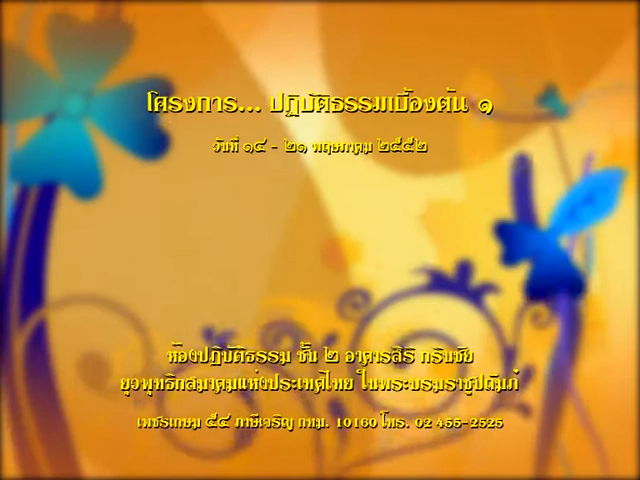 โครงการ... ปฏิบัติธรรมเบื้องต้น ๑
วันที่ ๑๔ - ๒๑ พฤษภาคม ๒๕๕๒
ห้องปฏิบัติธรรม ชั้น ๒ อาคารสิริ กรินชัย
ยุวพุทธิกสมาคมแห่งประเทศไทย ในพระบรมราชูปถัมภ์
เพชรเกษม ๕๔ ภาษีเจริญ กทม. 10160 โทร. 02 455-2525